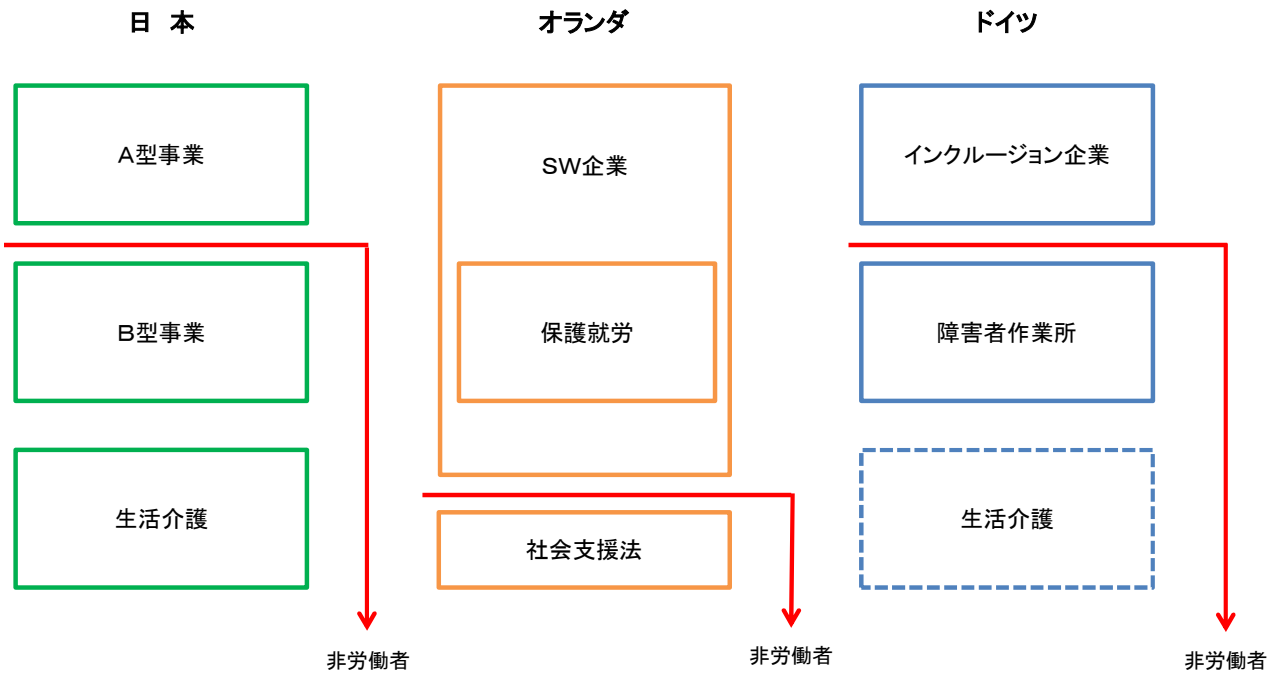 日 本
オランダ
ドイツ
A型事業
SW企業
インクルージョン企業
B型事業
保護就労
障害者作業所
生活介護
社会支援法
生活介護
非労働者
非労働者
非労働者